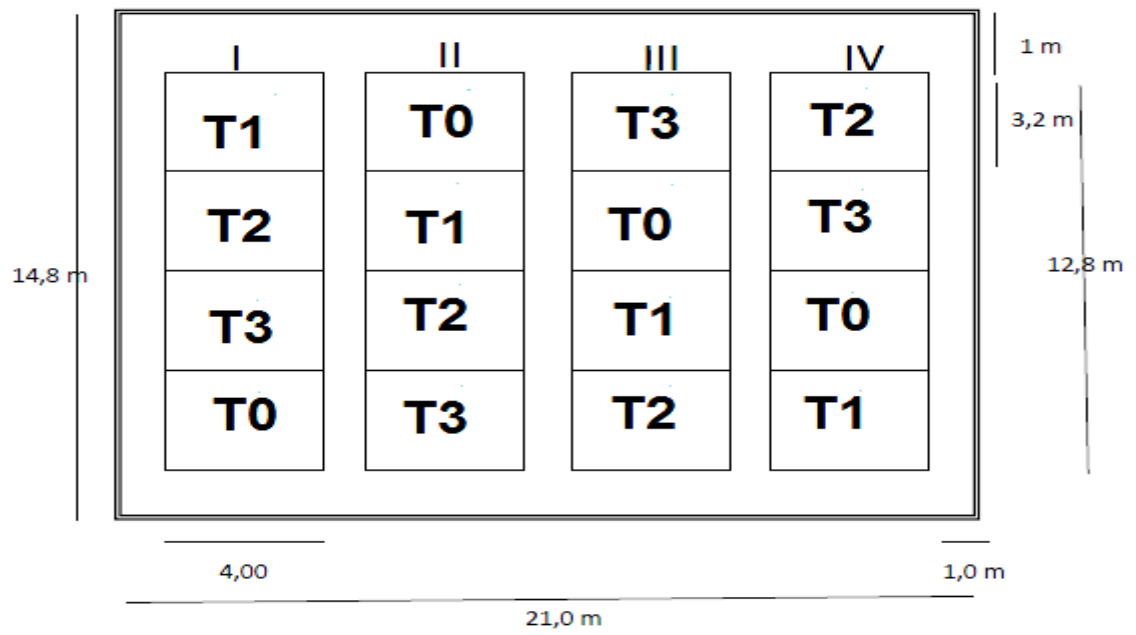 I II III IV
1 m
T1 T0 T3 T2
3,2 m
T2 T1 T0 T3
14,8 m
12,8 m
T3 T2 T1 T0
T0 T3 T2 T1
4,00
1,0 m
21,0 m